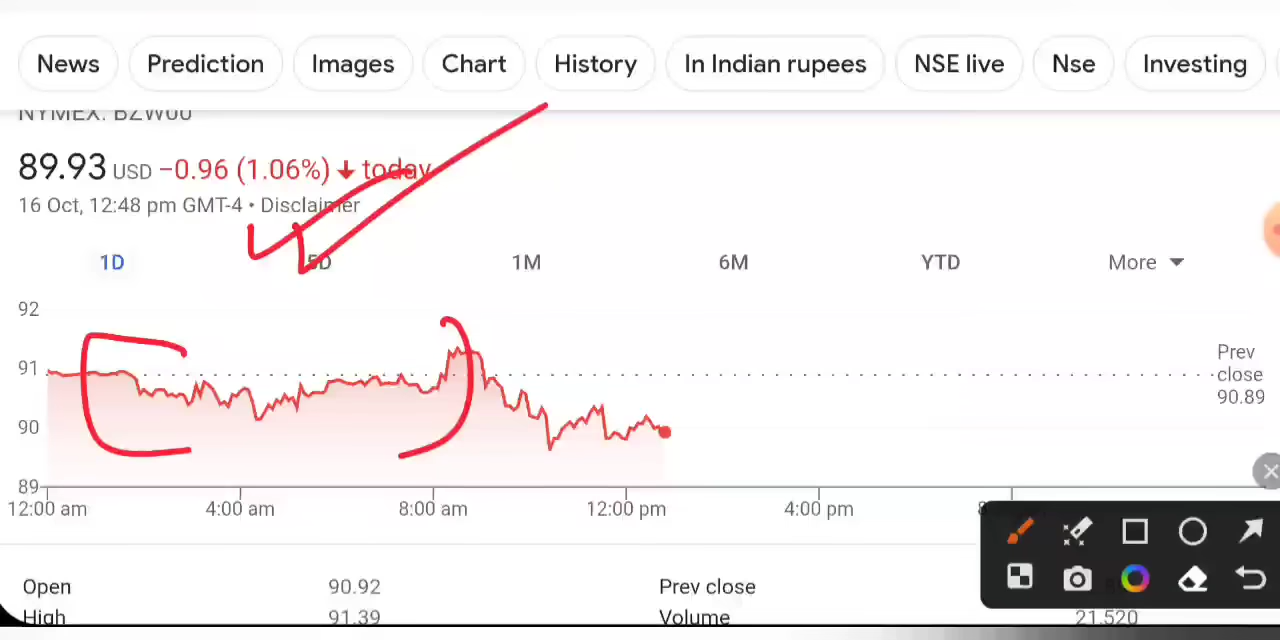 News Prediction Images Chart History In Indian rupees NSE live Nse Investing
NYMEX: BZW00
89.93 USD −0.96 (1.06%) ↓ today
16 Oct, 12:48 pm GMT-4 • Disclaimer
1D 5D 1M 6M YTD More
92
91
90
89
Prev
close
90.89
12:00 am 4:00 am 8:00 am 12:00 pm 4:00 pm
Open 90.92 Prev close
High 91.39 Volume 21,520